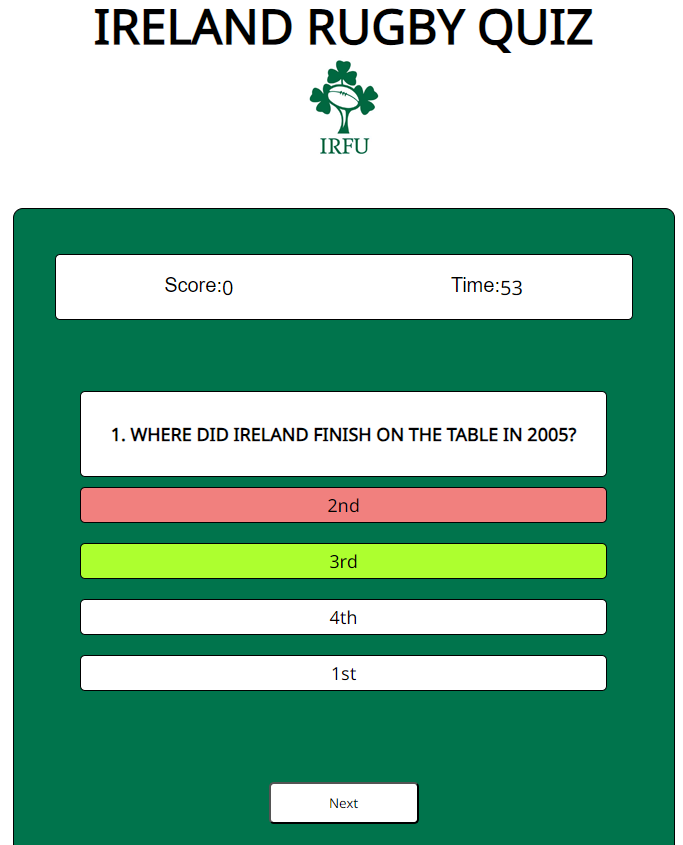 IRELAND RUGBY QUIZ
IRFU
Score:0 Time:53
1. WHERE DID IRELAND FINISH ON THE TABLE IN 2005?
2nd
3rd
4th
1st
Next